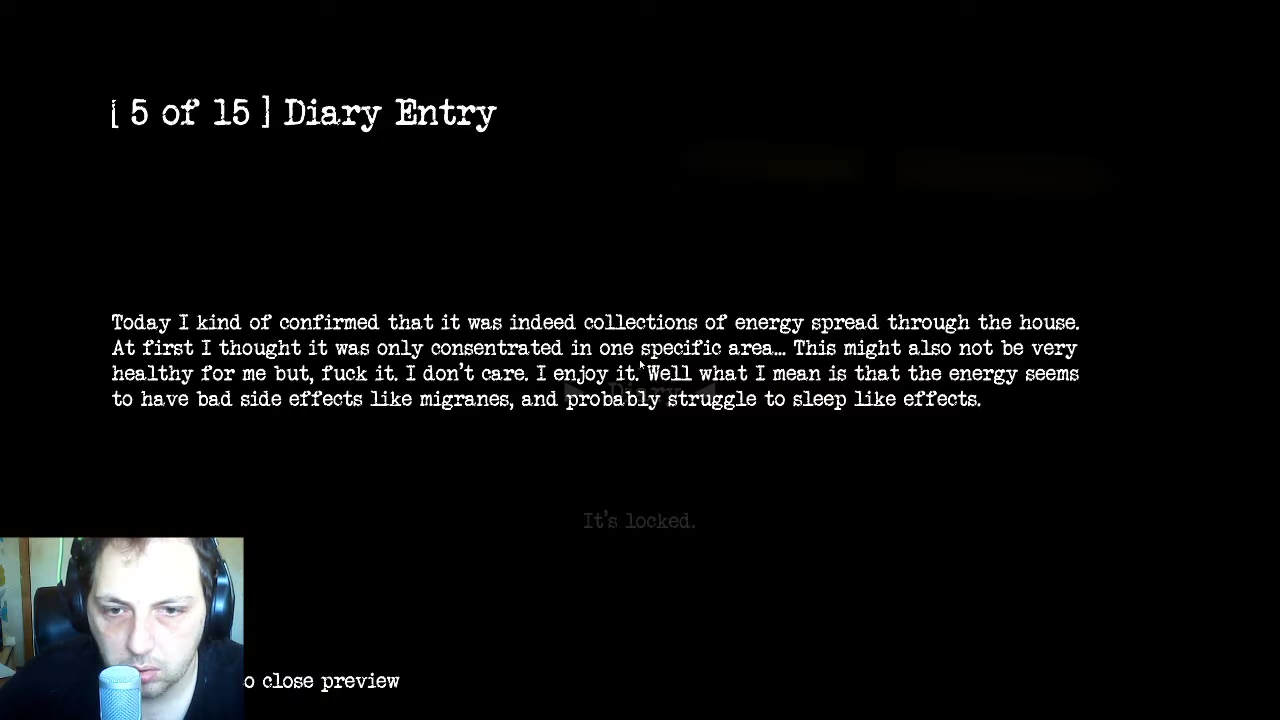 [ 5 of 15 ] Diary Entry
Today I kind of confirmed that it was indeed collections of energy spread through the house.
At first I thought it was only consentrated in one specific area... This might also not be very
healthy for me but, fuck it. I don't care. I enjoy it. Well what I mean is that the energy seems
Diary
to have bad side effects like migranes, and probably struggle to sleep like effects.
It's locked.
to close preview